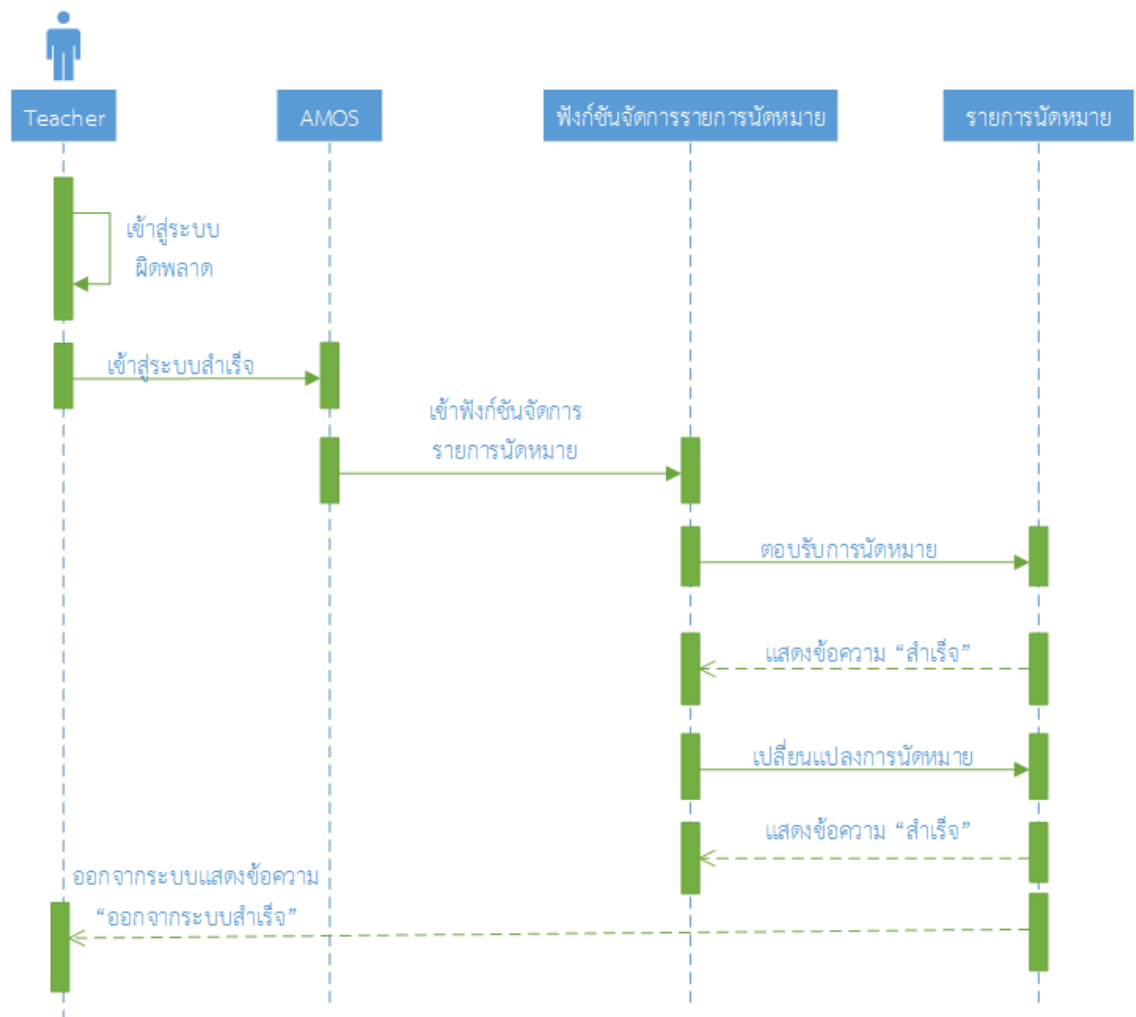 Teacher
AMOS
ฟังก์ชันจัดการรายการนัดหมาย
รายการนัดหมาย
เข้าสู่ระบบ
ผิดพลาด
เข้าสู่ระบบสำเร็จ
เข้าฟังก์ชันจัดการ
รายการนัดหมาย
ตอบรับการนัดหมาย
แสดงข้อความ “สำเร็จ”
เปลี่ยนแปลงการนัดหมาย
แสดงข้อความ “สำเร็จ”
ออกจากระบบแสดงข้อความ
“ออกจากระบบสำเร็จ”